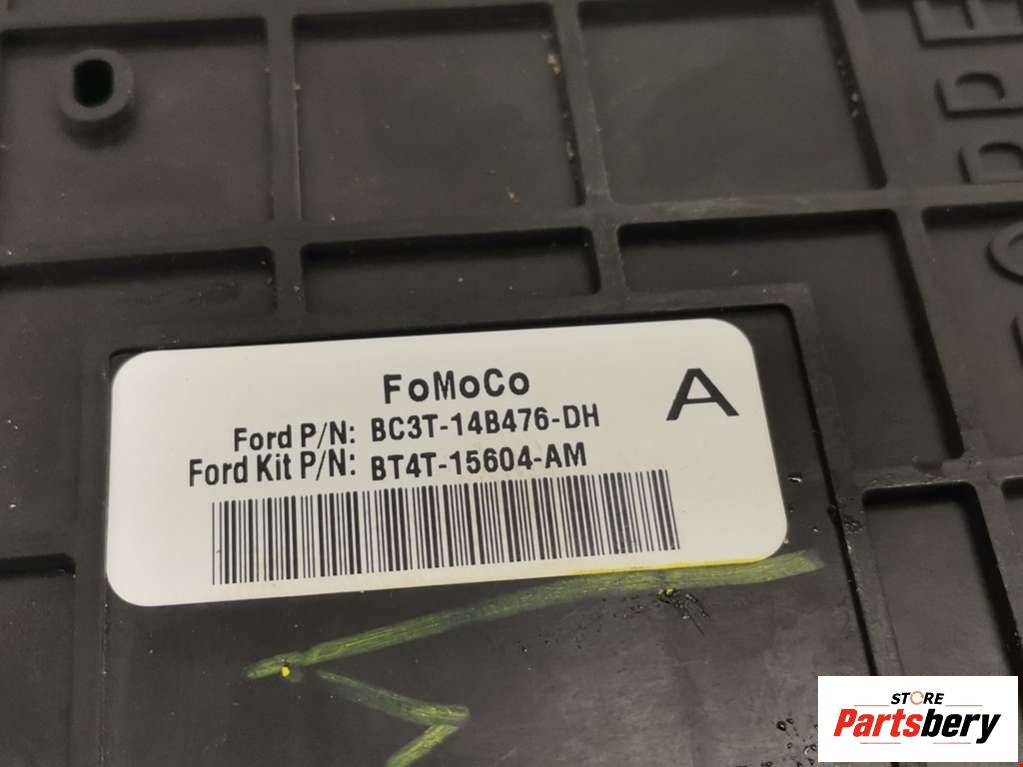 FoMoCo
A
Ford P/N: BC3T-14B476-DH
Ford Kit P/N: BT4T-15604-AM
STORE
Partsbery